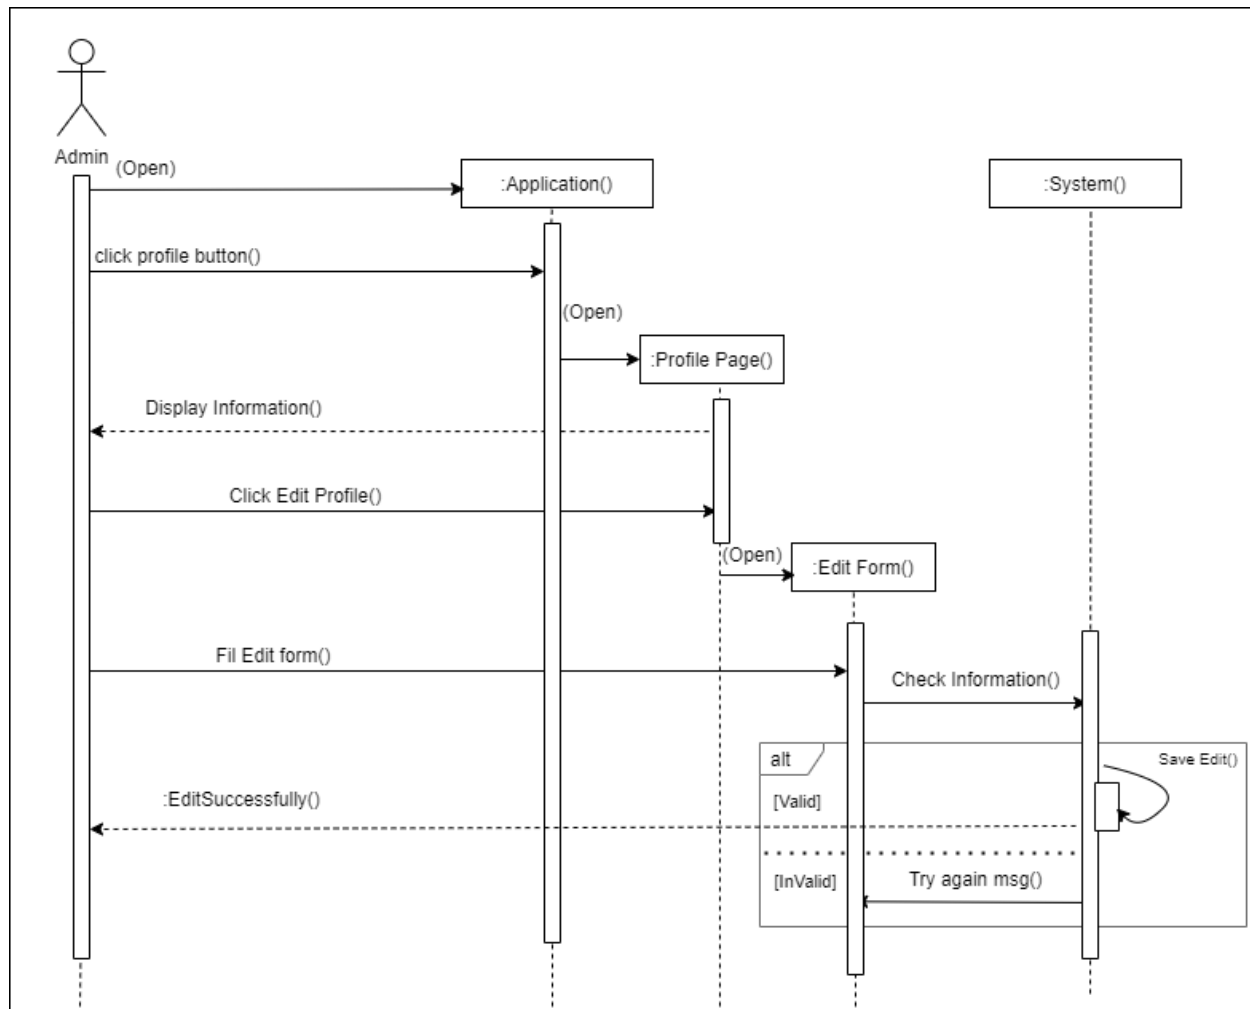 Admin
(Open)
:Application()
:System()
click profile button()
(Open)
:Profile Page()
Display Information()
Click Edit Profile()
(Open)
:Edit Form()
Fil Edit form()
Check Information()
alt
Save Edit()
:EditSuccessfully()
[Valid]
[InValid]
Try again msg()